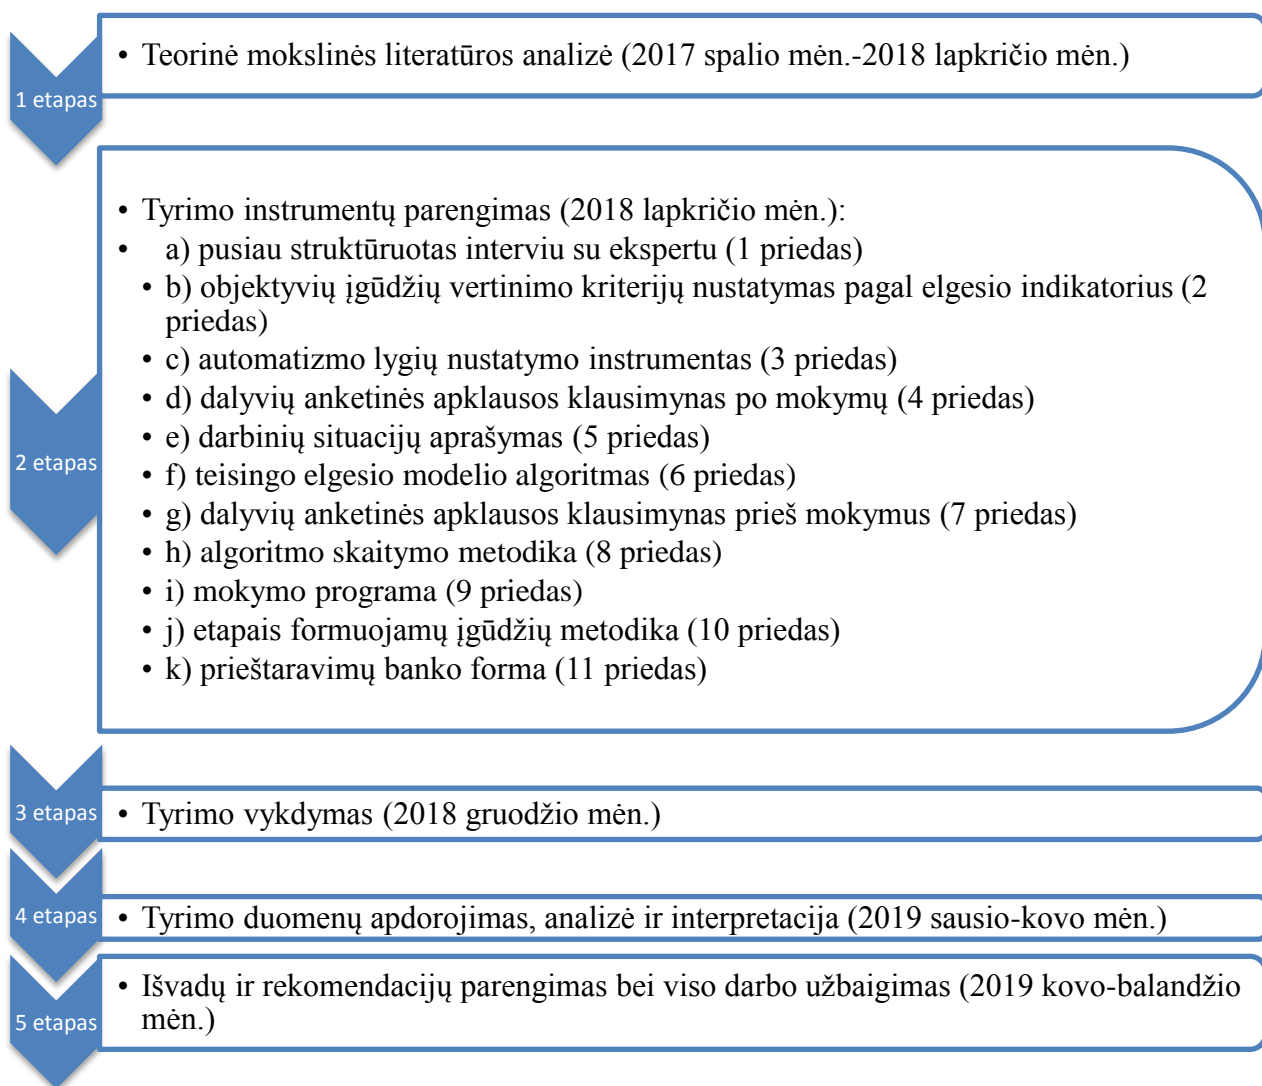 1 etapas
• Teorinė mokslinės literatūros analizė (2017 spalio mėn.-2018 lapkričio mėn.)
2 etapas
• Tyrimo instrumentų parengimas (2018 lapkričio mėn.):
• a) pusiau struktūruotas interviu su ekspertu (1 priedas)
• b) objektyvių įgūdžių vertinimo kriterijų nustatymas pagal elgesio indikatorius (2
priedas)
• c) automatizmo lygių nustatymo instrumentas (3 priedas)
• d) dalyvių anketinės apklausos klausimynas po mokymų (4 priedas)
• e) darbinių situacijų aprašymas (5 priedas)
• f) teisingo elgesio modelio algoritmas (6 priedas)
• g) dalyvių anketinės apklausos klausimynas prieš mokymus (7 priedas)
• h) algoritmo skaitymo metodika (8 priedas)
• i) mokymo programa (9 priedas)
• j) etapais formuojamų įgūdžių metodika (10 priedas)
• k) prieštaravimų banko forma (11 priedas)
3 etapas
• Tyrimo vykdymas (2018 gruodžio mėn.)
4 etapas
• Tyrimo duomenų apdorojimas, analizė ir interpretacija (2019 sausio-kovo mėn.)
5 etapas
• Išvadų ir rekomendacijų parengimas bei viso darbo užbaigimas (2019 kovo-balandžio
mėn.)